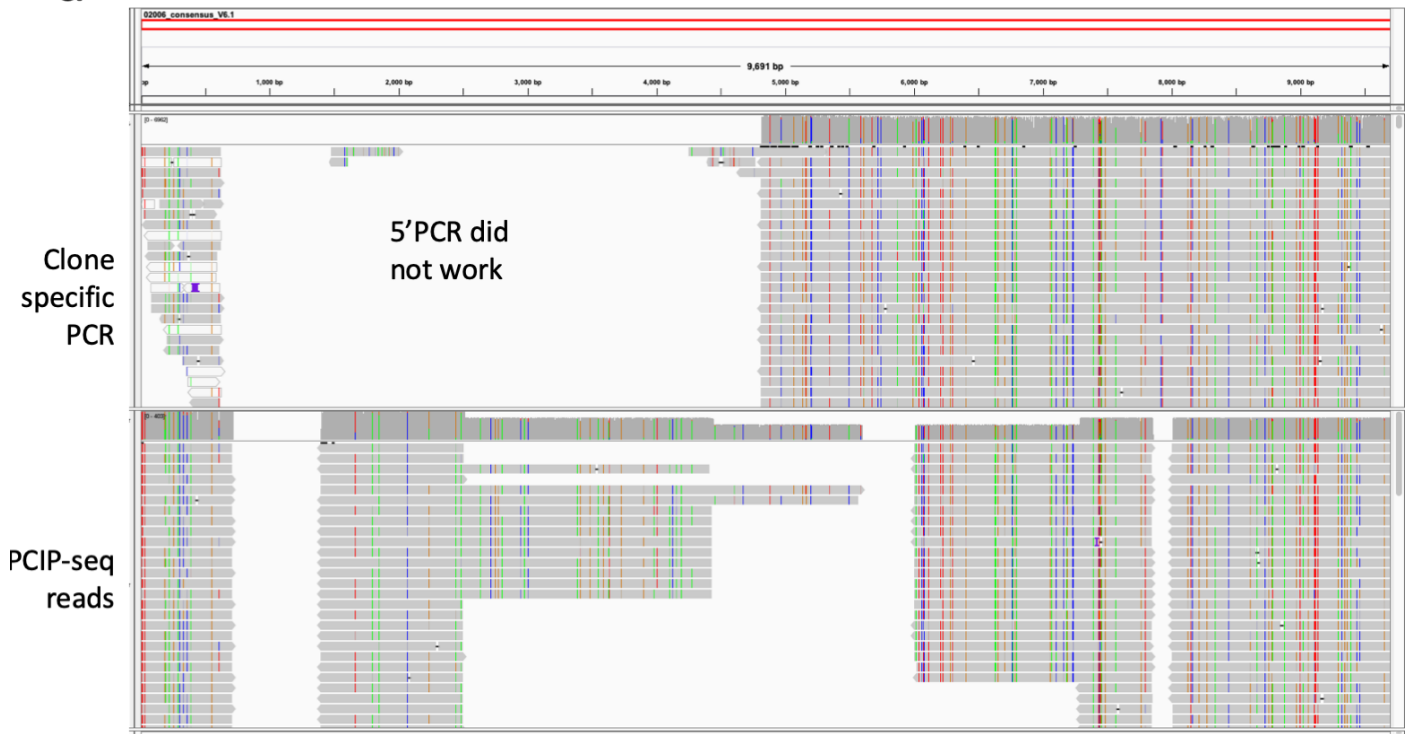 02006_consensus_V6.1
9,691 bp
bp 1,000 bp 2,000 bp 3,000 bp 4,000 bp 5,000 bp 6,000 bp 7,000 bp 8,000 bp 9,000 bp
5'PCR did
not work
Clone
specific
PCR
PCIP-seq
reads